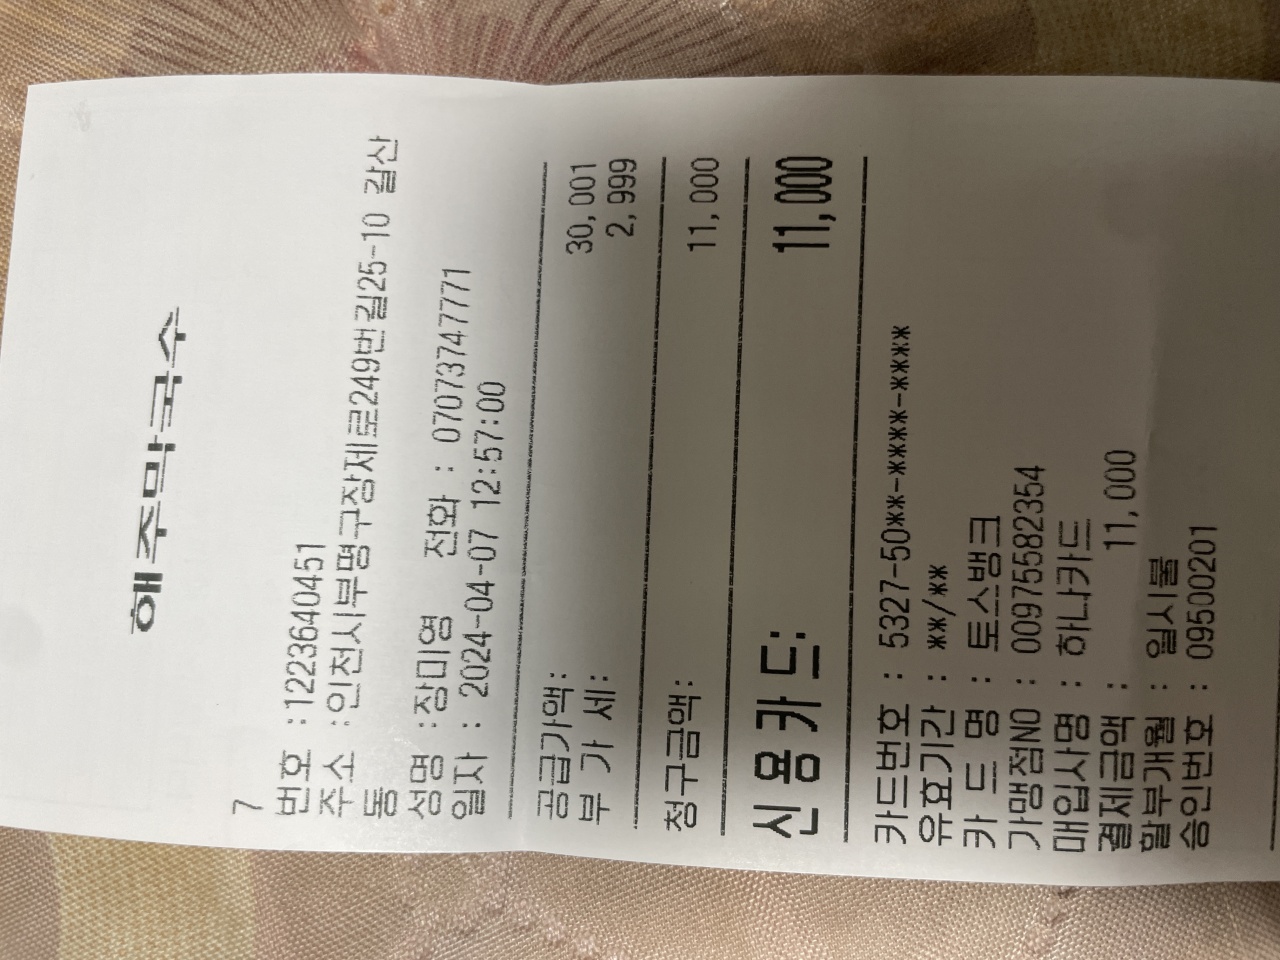 해주막국수
7
번호 :1223640451
주소 :인천시부평구장제로249번길25-10 갈산
동
성명 :장미영 전화 : 07073747771
일자 : 2024-04-07 12:57:00
공급가액: 30,001
부 가 세: 2,999
청구금액: 11,000
신용카드: 11,000
카드번호 : 5327-50**-****-****
유효기간 : **/**
카 드 명 : 토스뱅크
가맹점NO : 00975582354
매입사명 : 하나카드
결제금액 : 11,000
할부개월 : 일시불
승인번호 : 09500201